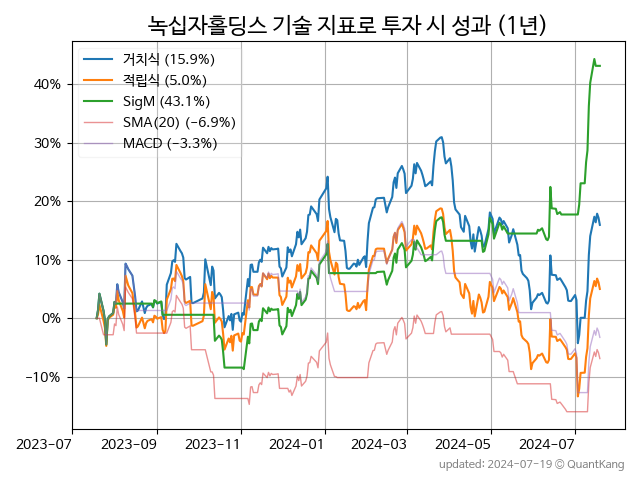 녹십자홀딩스 기술 지표로 투자 시 성과 (1년)
거치식 (15.9%)
적립식 (5.0%)
SigM (43.1%)
SMA(20) (−6.9%)
MACD (−3.3%)
40%
30%
20%
10%
0%
−10%
2023-07
2023-09
2023-11
2024-01
2024-03
2024-05
2024-07
updated: 2024-07-19 ⓒ QuantKang